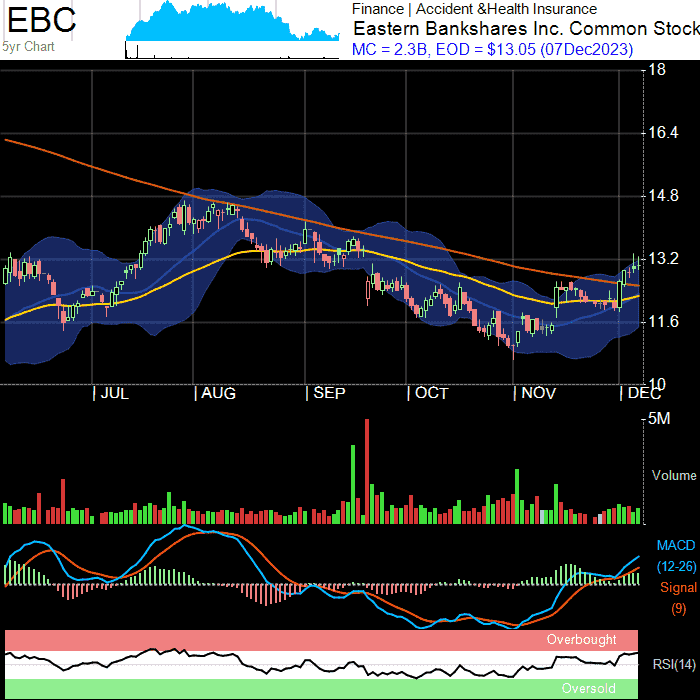 EBC
5yr Chart
Finance | Accident &Health Insurance
Eastern Bankshares Inc. Common Stock
MC = 2.3B, EOD = $13.05 (07Dec2023)
18
16.4
14.8
13.2
11.6
10
| JUL | AUG | SEP | OCT | NOV | DEC
5M
Volume
MACD
(12-26)
Signal
(9)
Overbought
RSI(14)
Oversold